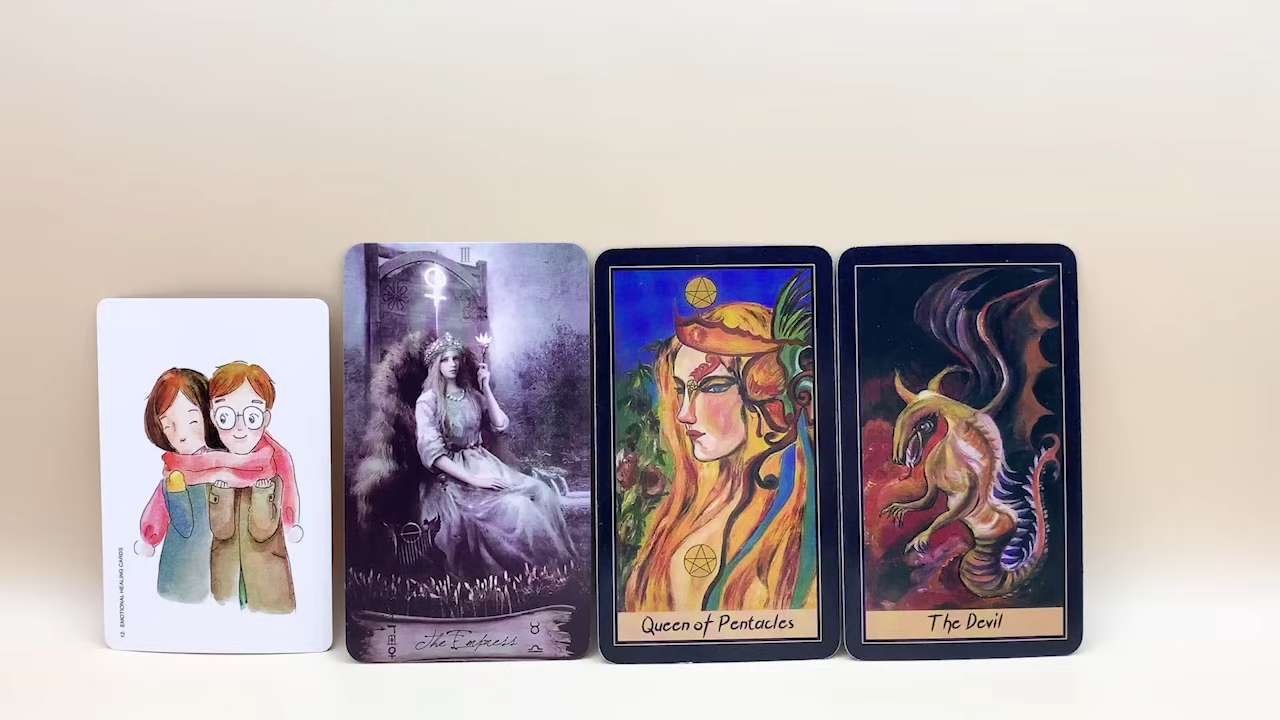 12. EMOTIONAL HEALING CARDS
III
The Empress
Queen of Pentacles
The Devil